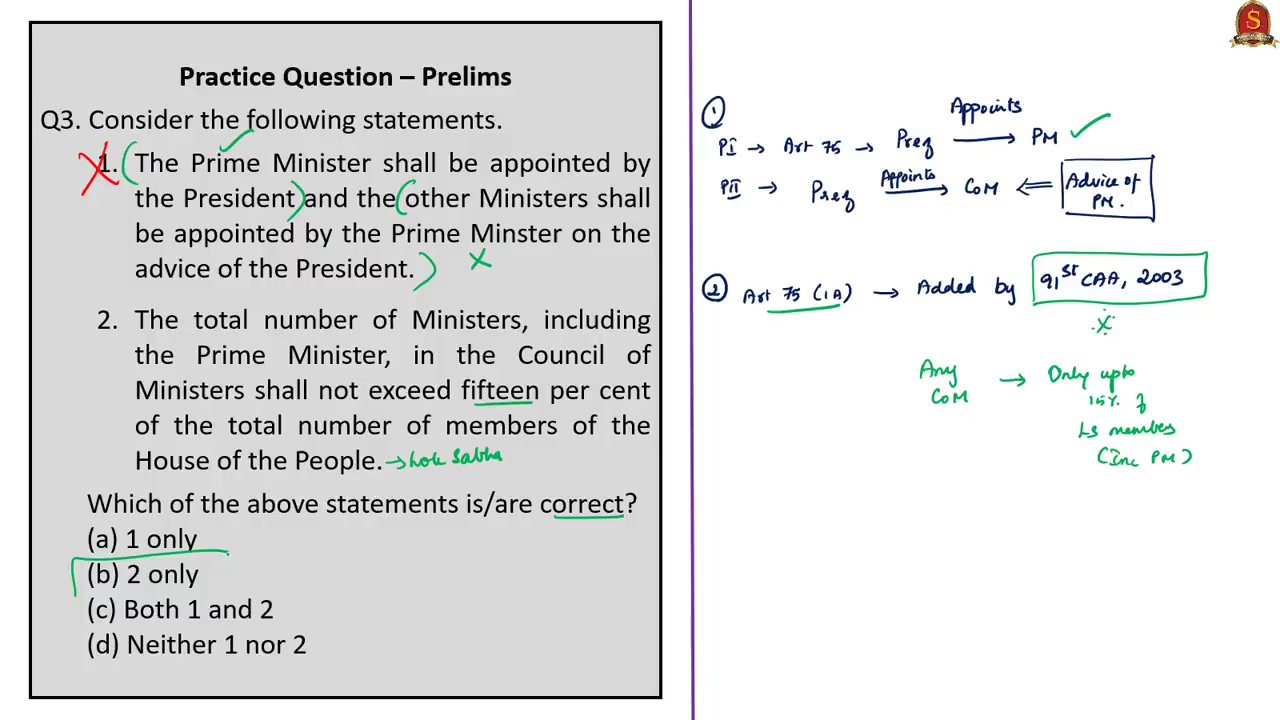 Practice Question – Prelims
Q3. Consider the following statements.
1. The Prime Minister shall be appointed by
the President and the other Ministers shall
be appointed by the Prime Minster on the
advice of the President.
2. The total number of Ministers, including
the Prime Minister, in the Council of
Ministers shall not exceed fifteen per cent
of the total number of members of the
House of the People. → Lok Sabha
Which of the above statements is/are correct?
(a) 1 only
(b) 2 only
(c) Both 1 and 2
(d) Neither 1 nor 2
① Appoints
PI → Art 75 → Pres → PM ✓
PII → Pres Appoints → CoM ⇐ Advice of
PM.
② Art 75 (1A) → Added by 91st CAA, 2003
Any
CoM → Only upto
15% of
LS members
(Inc PM)